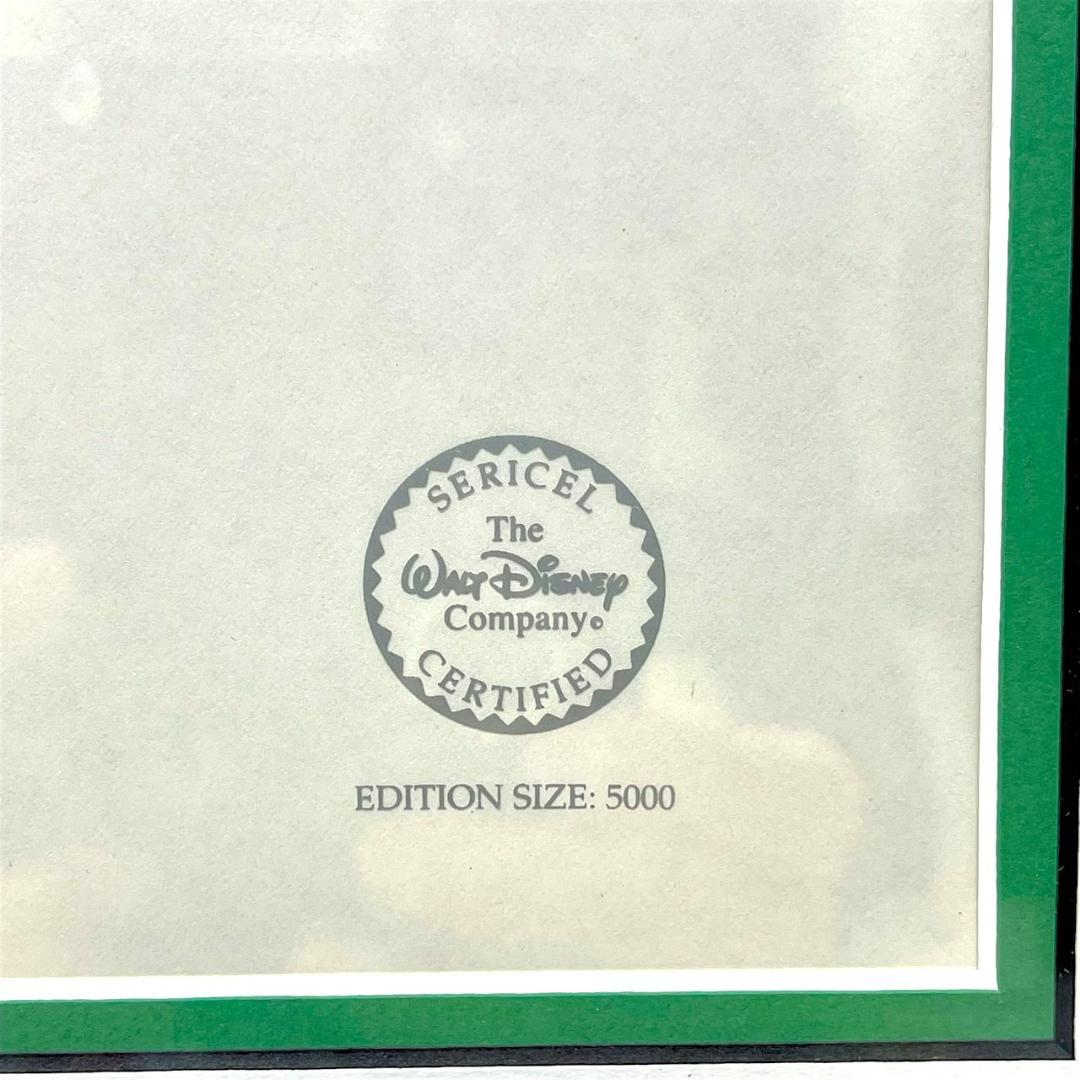 SERICEL
The
WALT DISNEY
Company©
CERTIFIED
EDITION SIZE: 5000